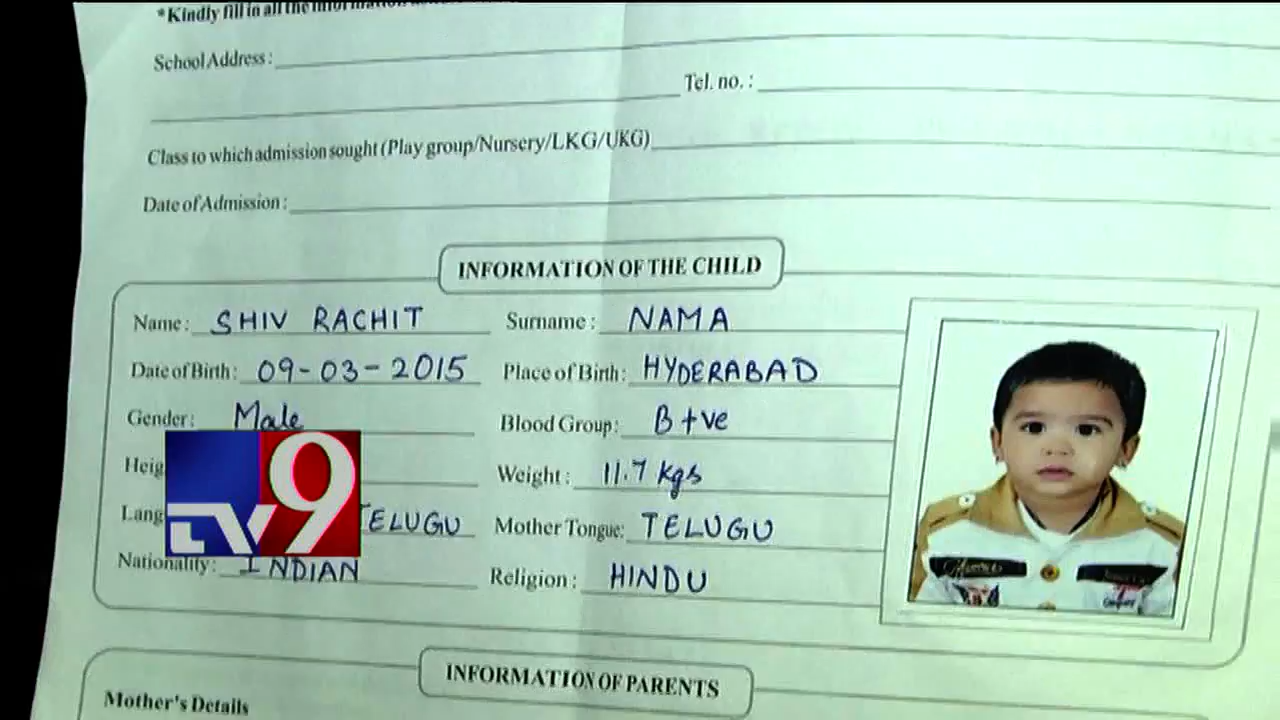 *Kindly fill in all the information
School Address :
Tel. no. :
Class to which admission sought (Play group/Nursery/LKG/UKG)
Date of Admission :
INFORMATION OF THE CHILD
Name : SHIV RACHIT Surname : NAMA
Date of Birth : 09-03-2015 Place of Birth : HYDERABAD
Gender : Male Blood Group : B+ve
Heig Weight : 11.7 kgs
Lang TELUGU Mother Tongue: TELUGU
Nationality : INDIAN Religion : HINDU
TV9
INFORMATION OF PARENTS
Mother's Details